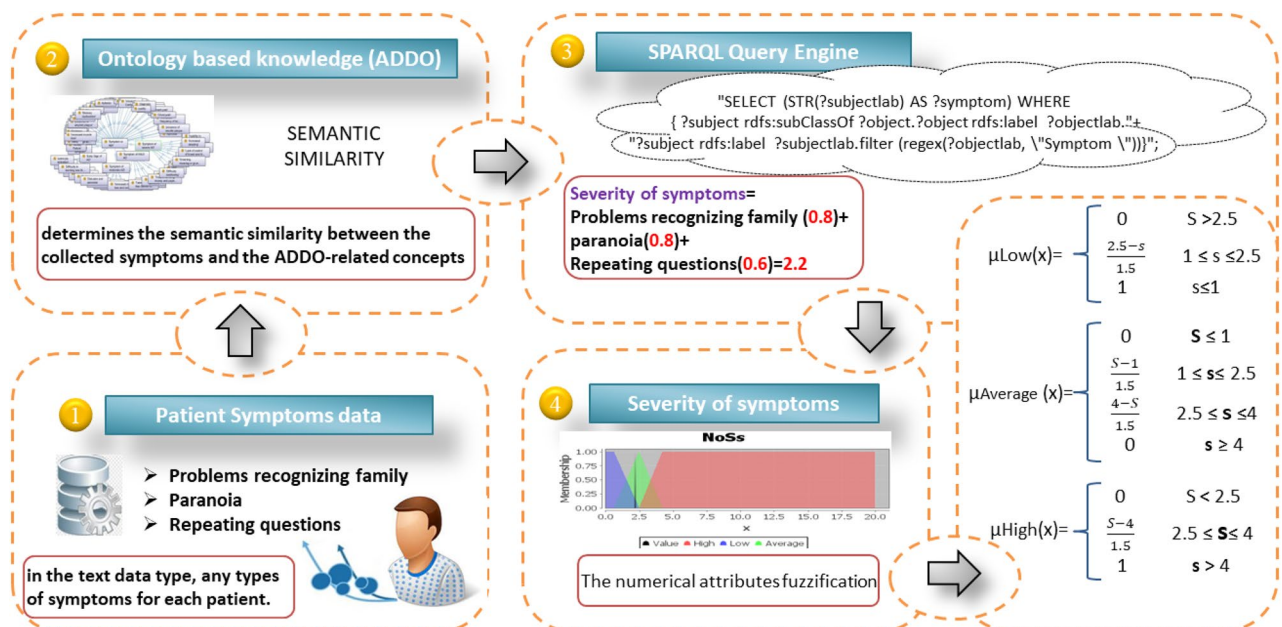 2
Ontology based knowledge (ADDO)
SEMANTIC
SIMILARITY
determines the semantic similarity between the
collected symptoms and the ADDO-related concepts
1
Patient Symptoms data
➢ Problems recognizing family
➢ Paranoia
➢ Repeating questions
in the text data type, any types
of symptoms for each patient.
3
SPARQL Query Engine
"SELECT (STR(?subjectlab) AS ?symptom) WHERE
{ ?subject rdfs:subClassOf ?object.?object rdfs:label ?objectlab."+
"?subject rdfs:label ?subjectlab.filter (regex(?objectlab, \"Symptom \"))}";
Severity of symptoms=
Problems recognizing family (0.8)+
paranoia(0.8)+
Repeating questions(0.6)=2.2
4
Severity of symptoms
NoSs
Membership
1.00
0.75
0.50
0.25
0.00
0.0 2.5 5.0 7.5 10.0 12.5 15.0 17.5 20.0
x
Value High Low Average
The numerical attributes fuzzification
μLow(x)=
0 S >2.5
2.5−s/1.5 1 ≤ s ≤2.5
1 s≤1
μAverage (x)=
0 S ≤ 1
S−1/1.5 1 ≤ s≤ 2.5
4−S/1.5 2.5 ≤ s ≤4
0 s ≥ 4
μHigh(x)=
0 S < 2.5
S−4/1.5 2.5 ≤ S≤ 4
1 s > 4